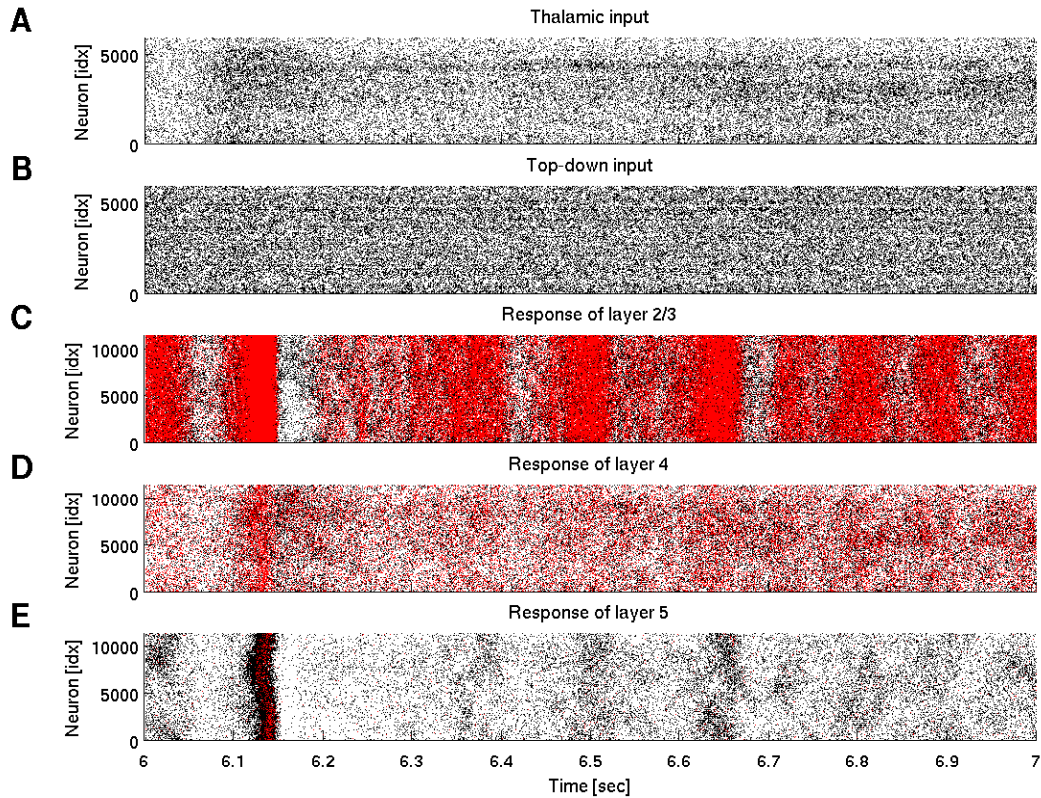 A
Thalamic input
Neuron [idx]
5000
0
B
Top-down input
Neuron [idx]
5000
0
C
Response of layer 2/3
Neuron [idx]
10000
5000
0
D
Response of layer 4
Neuron [idx]
10000
5000
0
E
Response of layer 5
Neuron [idx]
10000
5000
0
6 6.1 6.2 6.3 6.4 6.5 6.6 6.7 6.8 6.9 7
Time [sec]